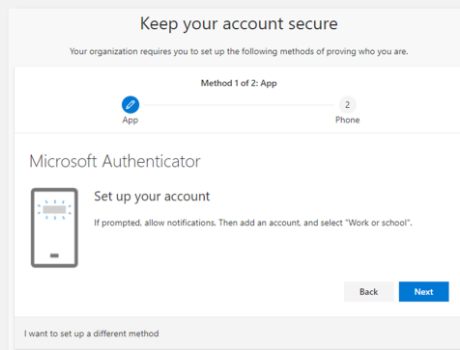 Keep your account secure
Your organization requires you to set up the following methods of proving who you are.
Method 1 of 2: App
App
2
Phone
Microsoft Authenticator
Set up your account
If prompted, allow notifications. Then add an account, and select "Work or school".
Back
Next
I want to set up a different method